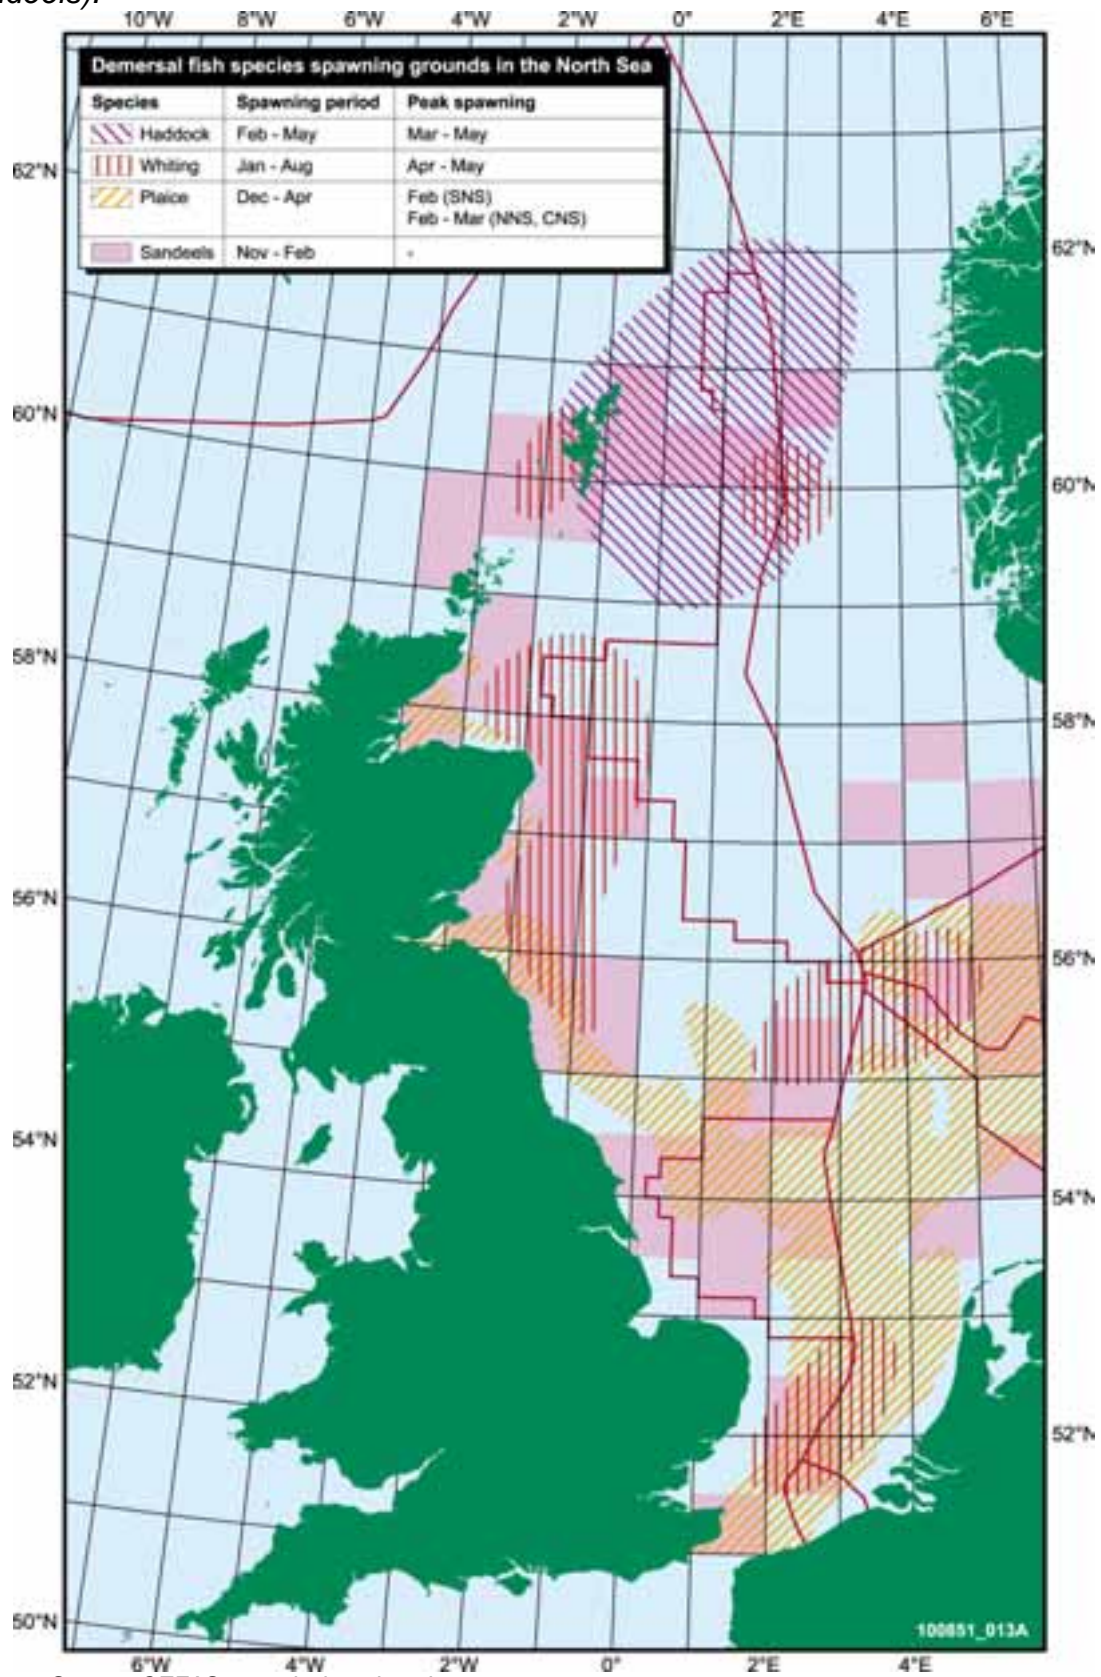 10°W 8°W 6°W 4°W 2°W 0° 2°E 4°E 6°E
Demersal fish species spawning grounds in the North Sea
Species Spawning period Peak spawning
Haddock Feb - May Mar - May
Whiting Jan - Aug Apr - May
Plaice Dec - Apr Feb (SNS)
Feb - Mar (NNS, CNS)
Sandeels Nov - Feb -
62°N
62°N
60°N
60°N
58°N
58°N
56°N
56°N
54°N
54°N
52°N
52°N
50°N
100851_013A
6°W 4°W 2°W 0° 2°E 4°E